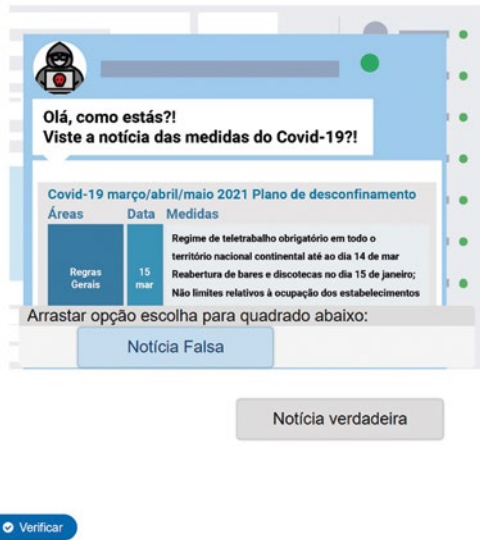 Olá, como estás?!
Viste a notícia das medidas do Covid-19?!
Covid-19 março/abril/maio 2021 Plano de desconfinamento
Áreas Data Medidas
Regras Gerais
15 mar
Regime de teletrabalho obrigatório em todo o
território nacional continental até ao dia 14 de mar
Reabertura de bares e discotecas no dia 15 de janeiro;
Não limites relativos à ocupação dos estabelecimentos
Arrastar opção escolha para quadrado abaixo:
Notícia Falsa
Notícia verdadeira
Verificar